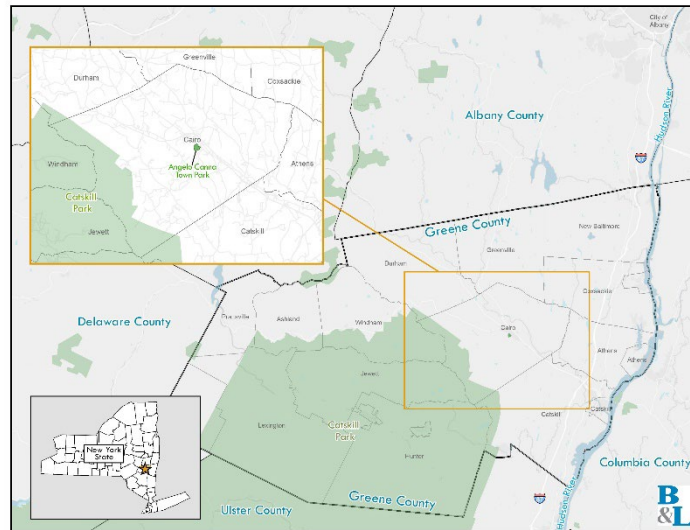 City of
Albany
Greenville
Durham
Coxsackie
Cairo
Angelo Canna
Town Park
Athens
Windham
Catskill
Park
Jewett
Catskill
Albany County
Hudson River
Greene County
New Baltimore
Greenville
Durham
Coxsackie
Delaware County
Prattsville
Ashland
Windham
Cairo
Athens
Athens
Jewett
Catskill
Catskill
Lexington
Catskill
Park
Hunter
New York
State
Columbia County
Ulster County
Greene County
Hudson River
B
&L